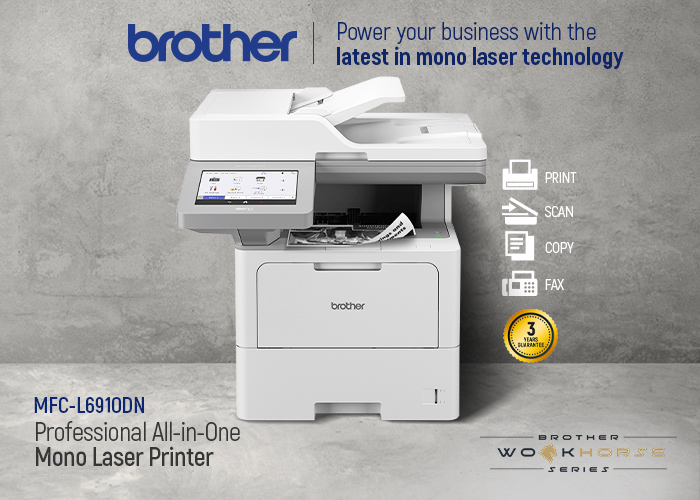 brother
Power your business with the
latest in mono laser technology
PRINT
SCAN
COPY
FAX
brother
3
YEARS
GUARANTEE
MFC-L6910DN
Professional All-in-One
Mono Laser Printer
BROTHER
WORKHORSE
SERIES